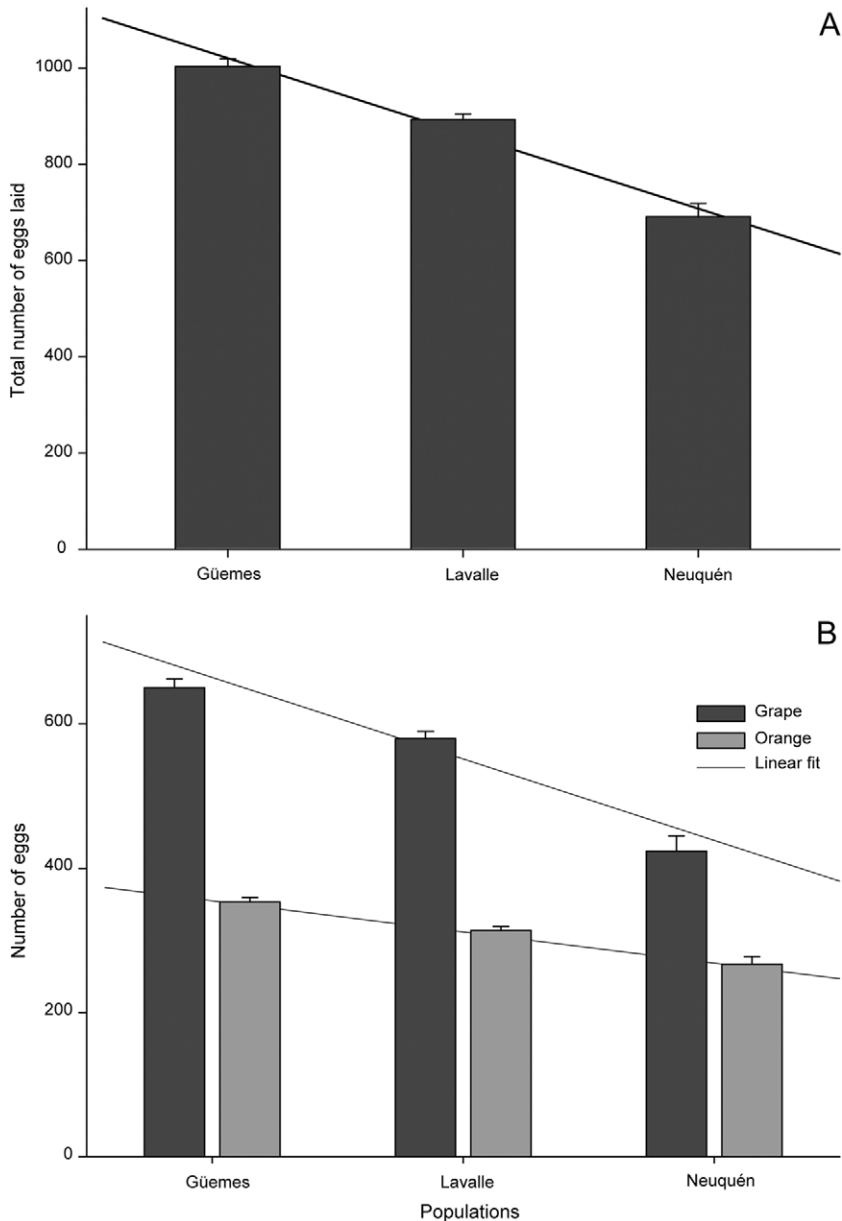 A
Total number of eggs laid
1000
800
600
400
200
0
Güemes Lavalle Neuquén
B
Number of eggs
600
400
200
0
Grape
Orange
Linear fit
Güemes Lavalle Neuquén
Populations